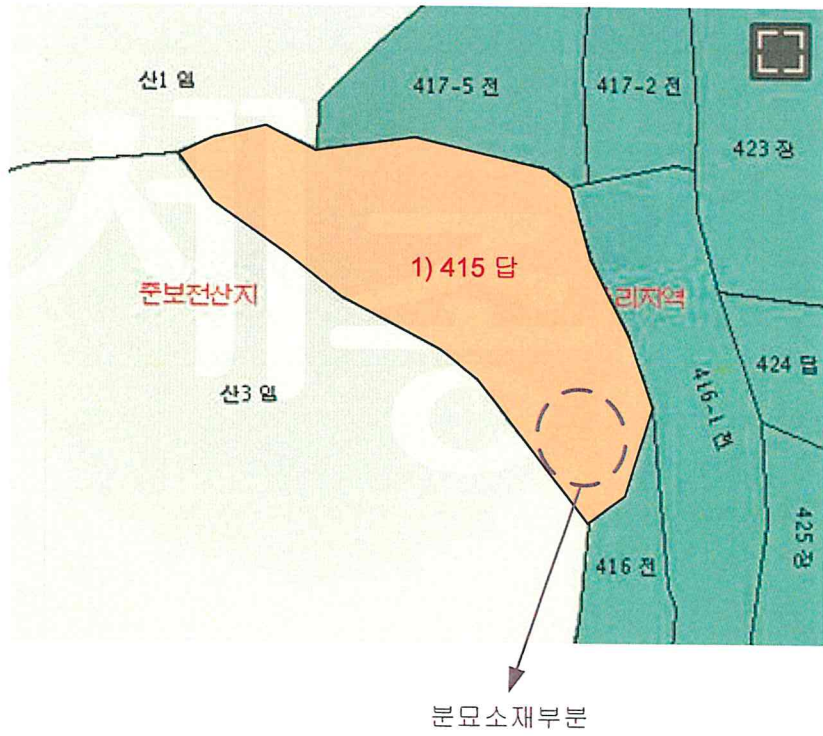 산1 임
417-5 전
417-2 전
423 장
1) 415 답
준보전산지
리지역
산3 임
424 답
416-1 전
425 장
416 전
분묘소재부분